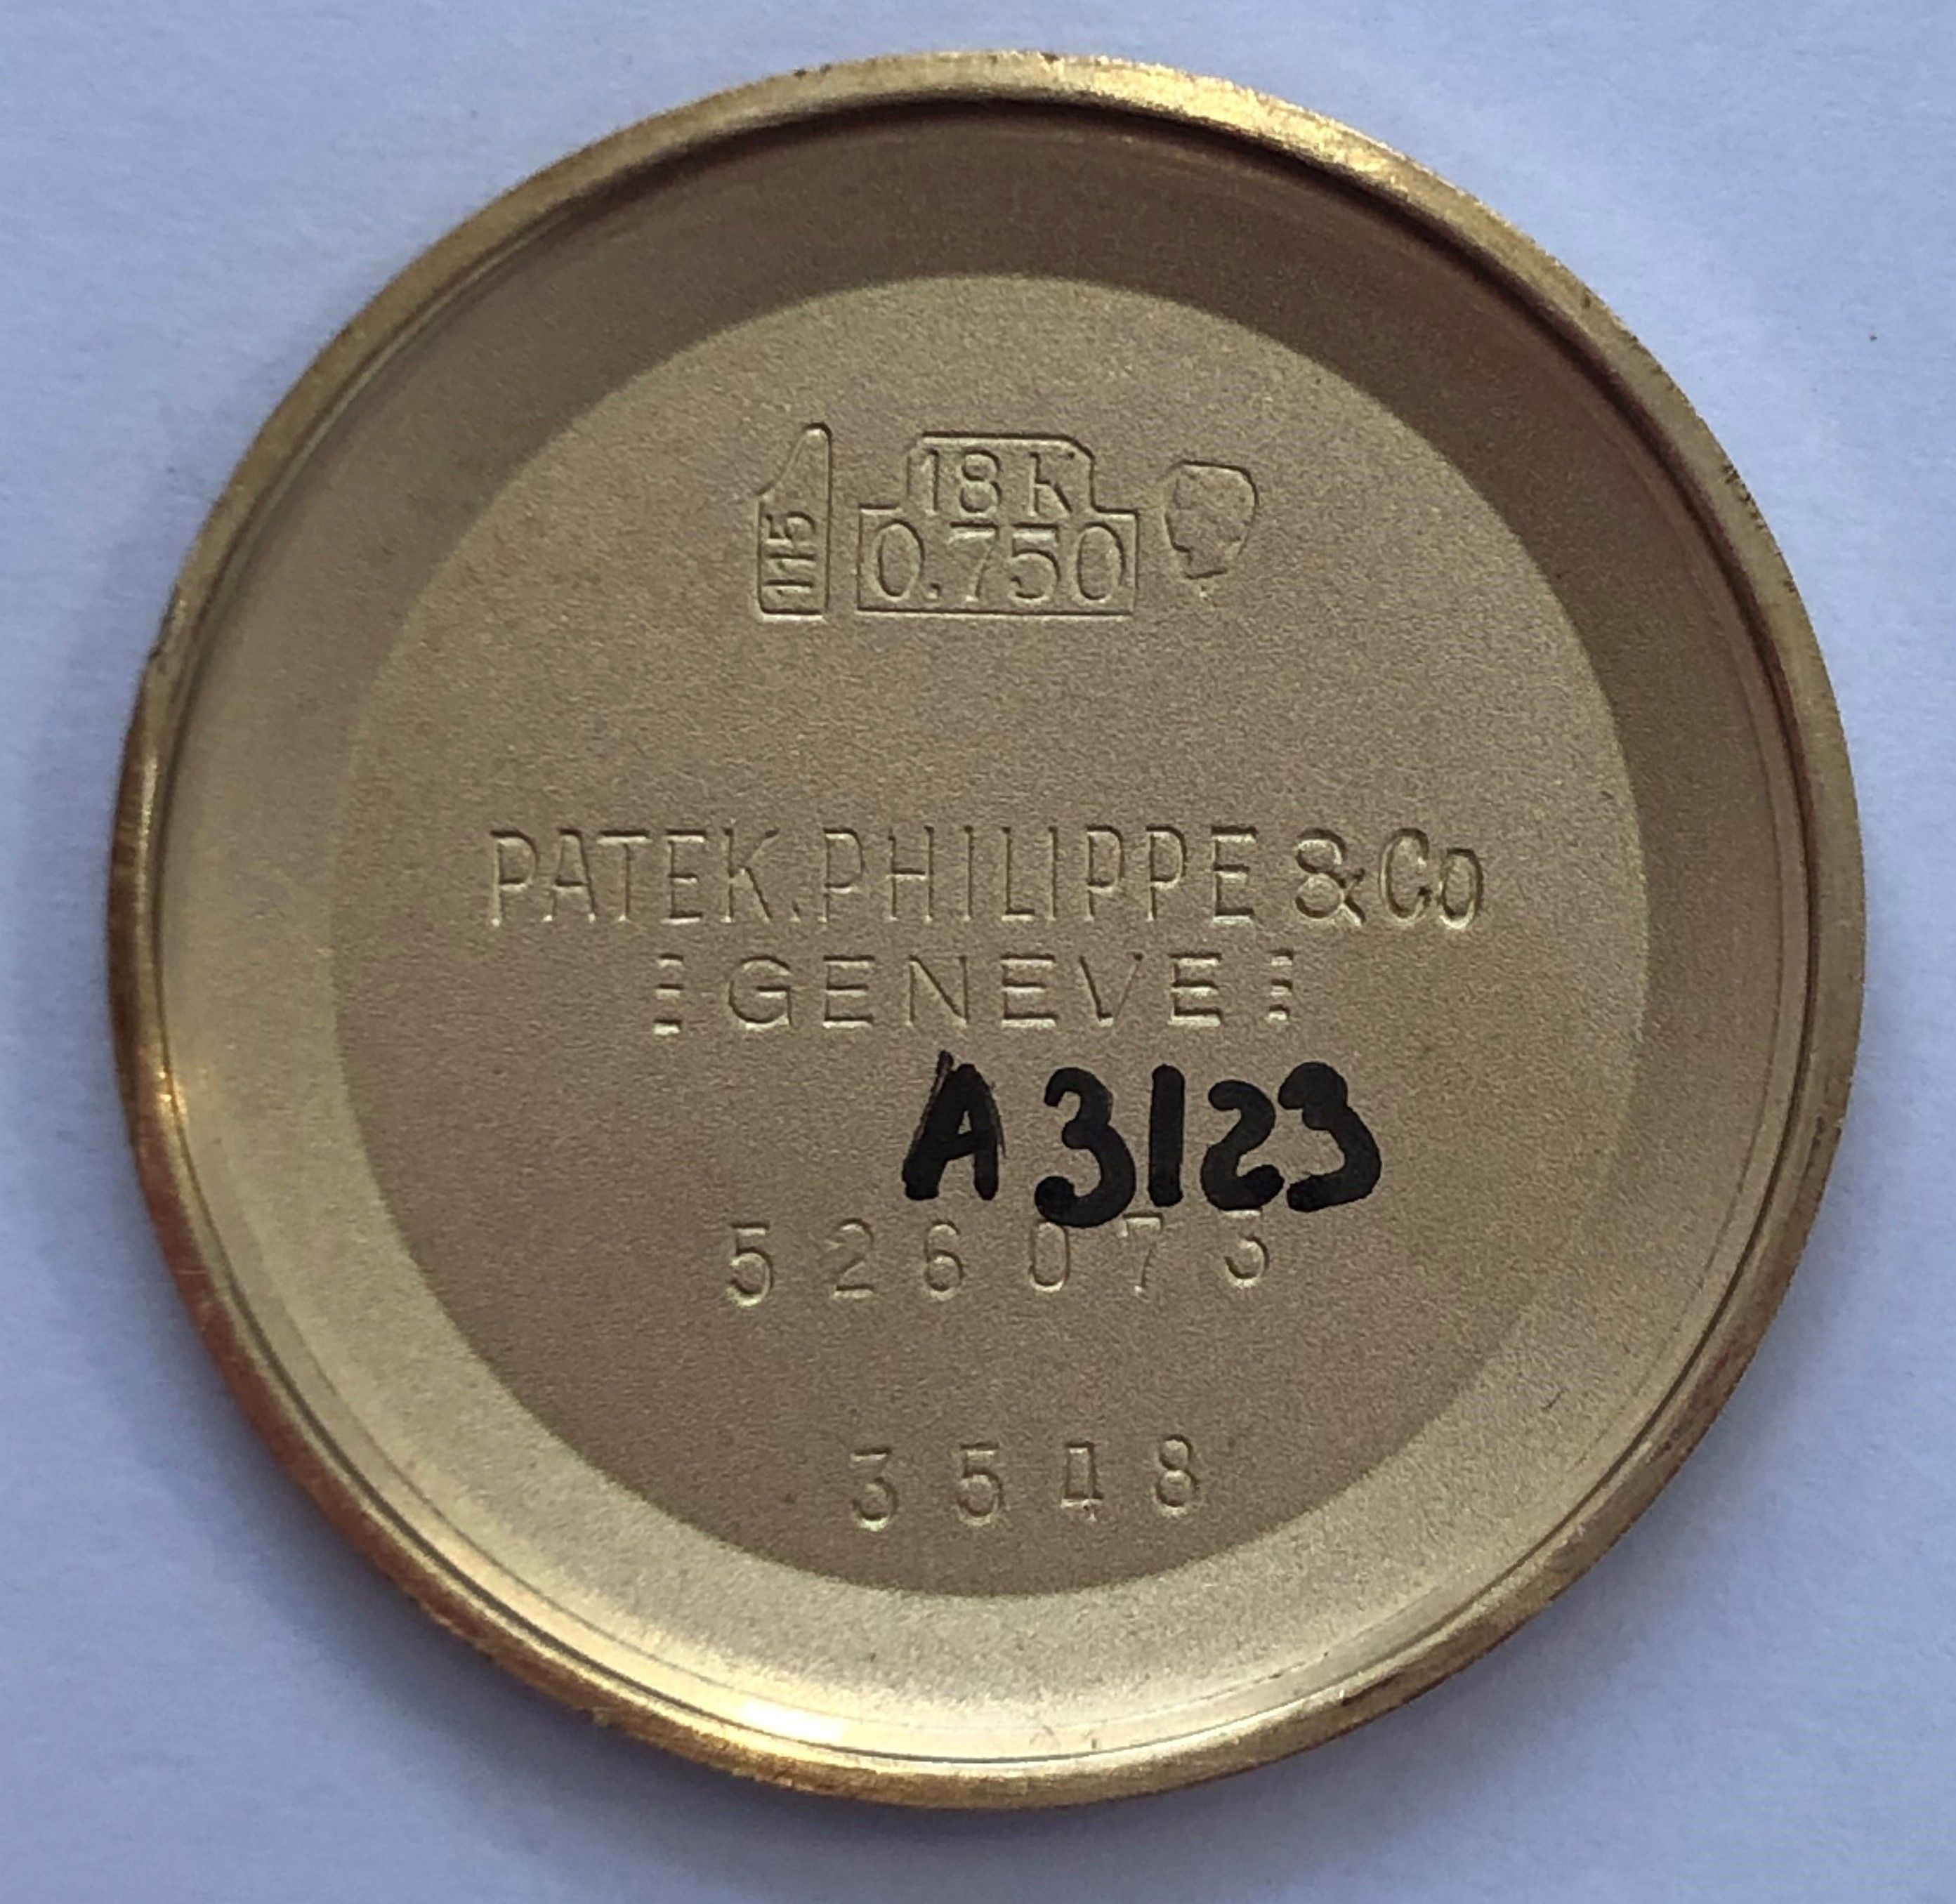 115
18K
0.750
PATEK.PHILIPPE & Co
GENEVE
A3123
526073
3548